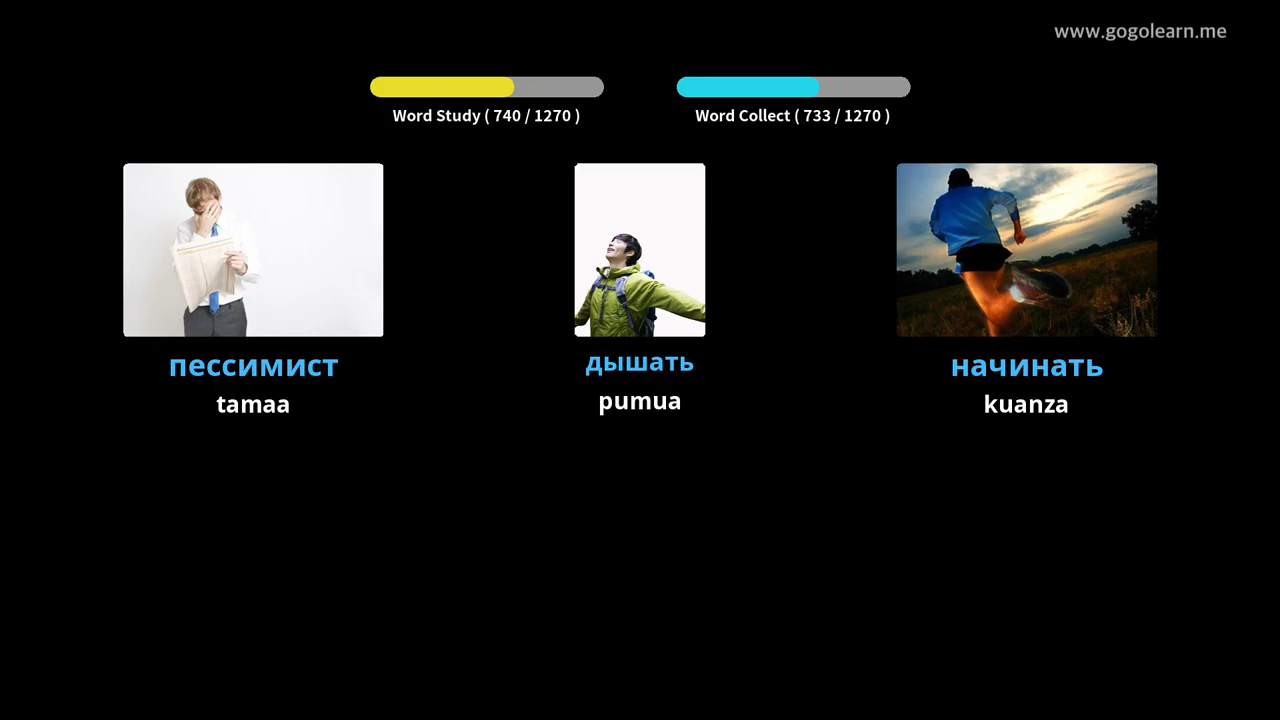 www.gogolearn.me
Word Study ( 740 / 1270 )
Word Collect ( 733 / 1270 )
пессимист
tamaa
дышать
pumua
начинать
kuanza